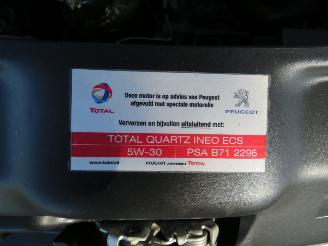 Deze motor is op advies van Peugeot
afgevuld met speciale motorolie
TOTAL
PEUGEOT
Verversen en bijvullen uitsluitend met:
TOTAL QUARTZ INEO ECS
5W-30 PSA B71 2296
www.total.nl PEUGEOT TOTAL